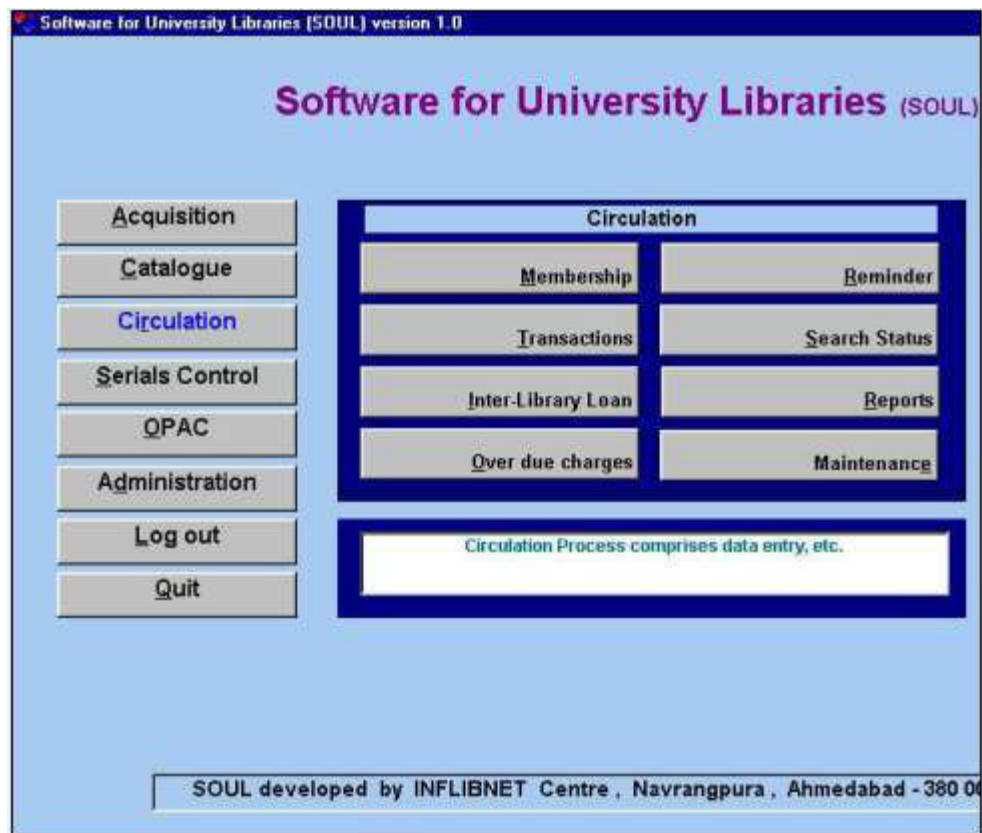 Software for University Libraries (SOUL) version 1.0
Software for University Libraries (SOUL)
Acquisition
Catalogue
Circulation
Serials Control
OPAC
Administration
Log out
Quit
Circulation
Membership
Reminder
Transactions
Search Status
Inter-Library Loan
Reports
Over due charges
Maintenance
Circulation Process comprises data entry, etc.
SOUL developed by INFLIBNET Centre , Navrangpura , Ahmedabad - 380